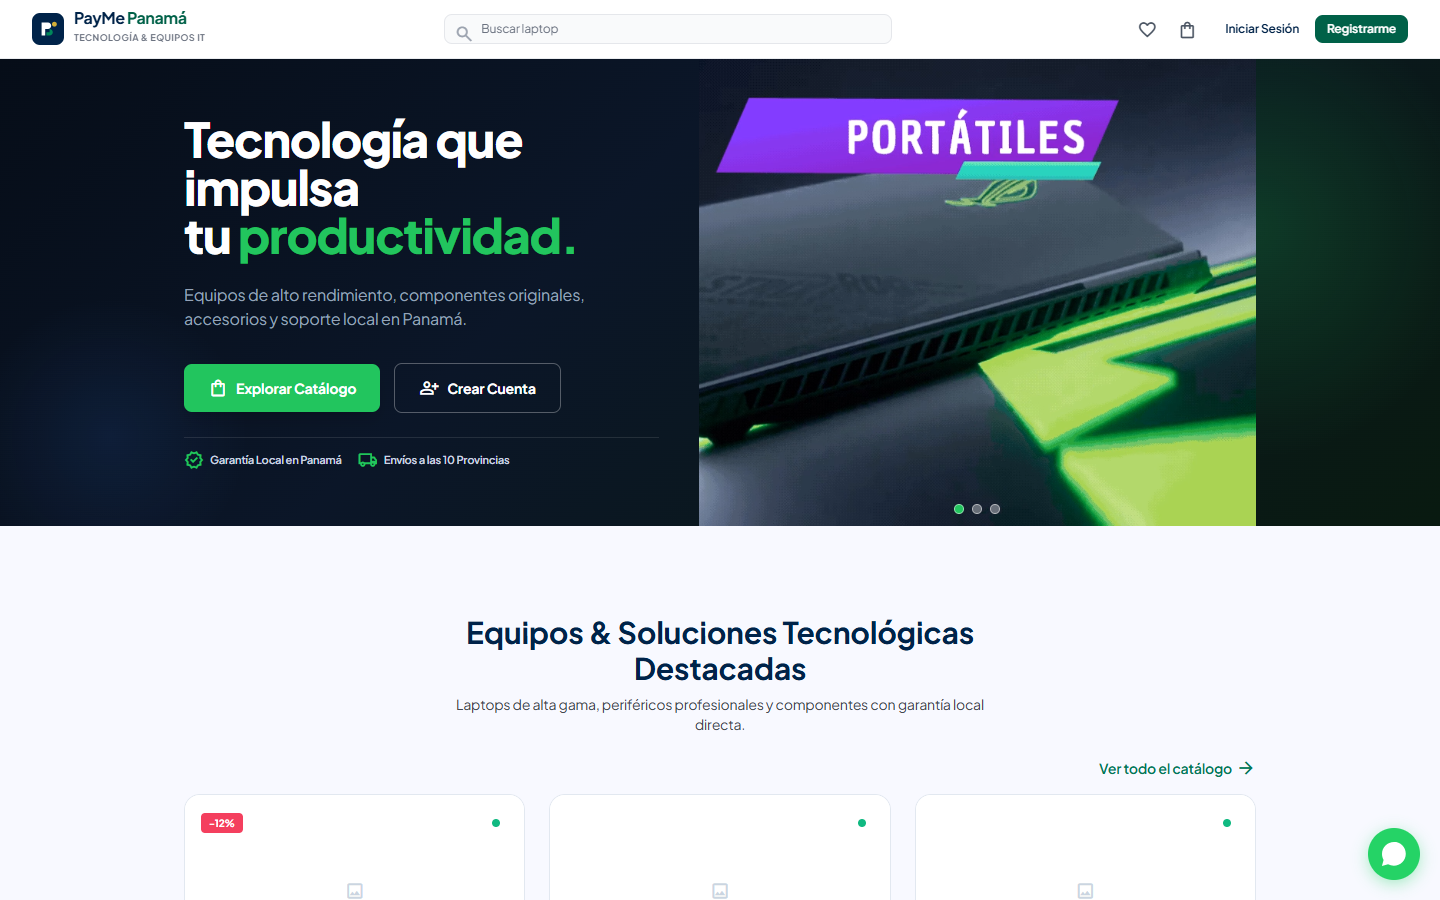 PayMe Panamá
TECNOLOGÍA & EQUIPOS IT
Buscar laptop
Iniciar Sesión
Registrarme
Tecnología que
impulsa
tu productividad.
Equipos de alto rendimiento, componentes originales,
accesorios y soporte local en Panamá.
Explorar Catálogo
Crear Cuenta
Garantía Local en Panamá
Envíos a las 10 Provincias
PORTÁTILES
Equipos & Soluciones Tecnológicas
Destacadas
Laptops de alta gama, periféricos profesionales y componentes con garantía local
directa.
Ver todo el catálogo
-12%